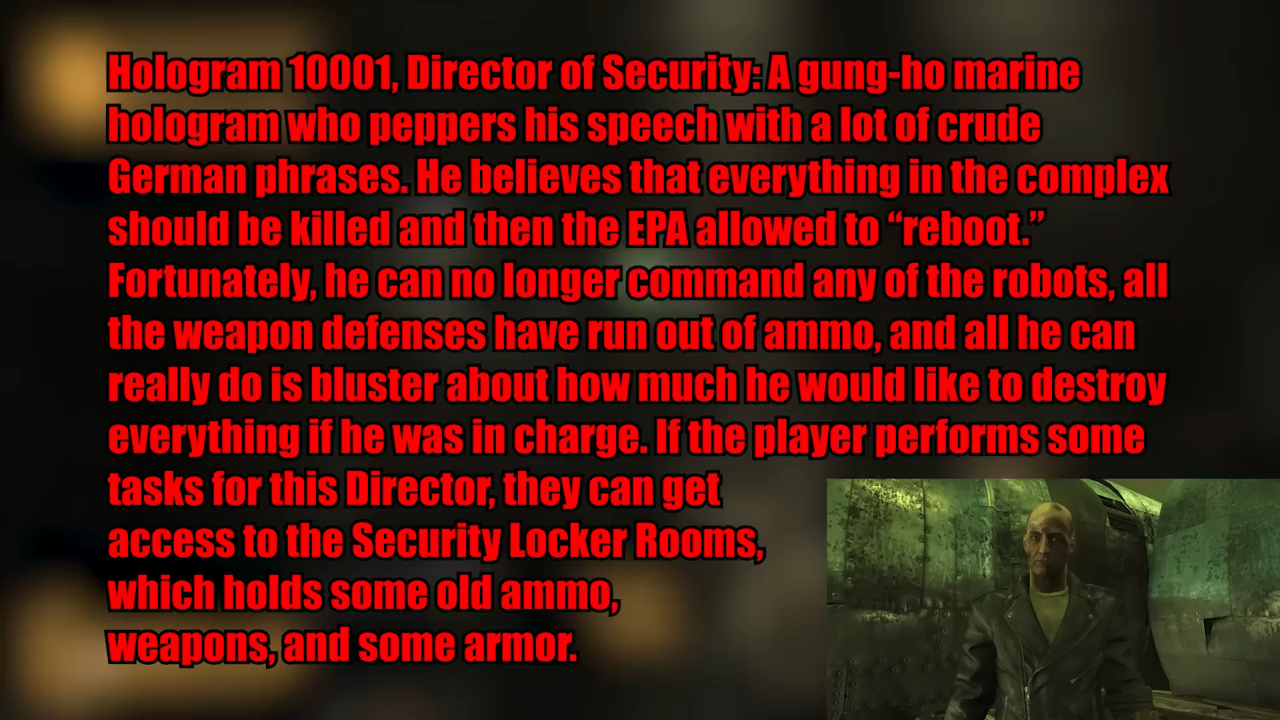 Hologram 10001, Director of Security: A gung-ho marine
hologram who peppers his speech with a lot of crude
German phrases. He believes that everything in the complex
should be killed and then the EPA allowed to “reboot.”
Fortunately, he can no longer command any of the robots, all
the weapon defenses have run out of ammo, and all he can
really do is bluster about how much he would like to destroy
everything if he was in charge. If the player performs some
tasks for this Director, they can get
access to the Security Locker Rooms,
which holds some old ammo,
weapons, and some armor.